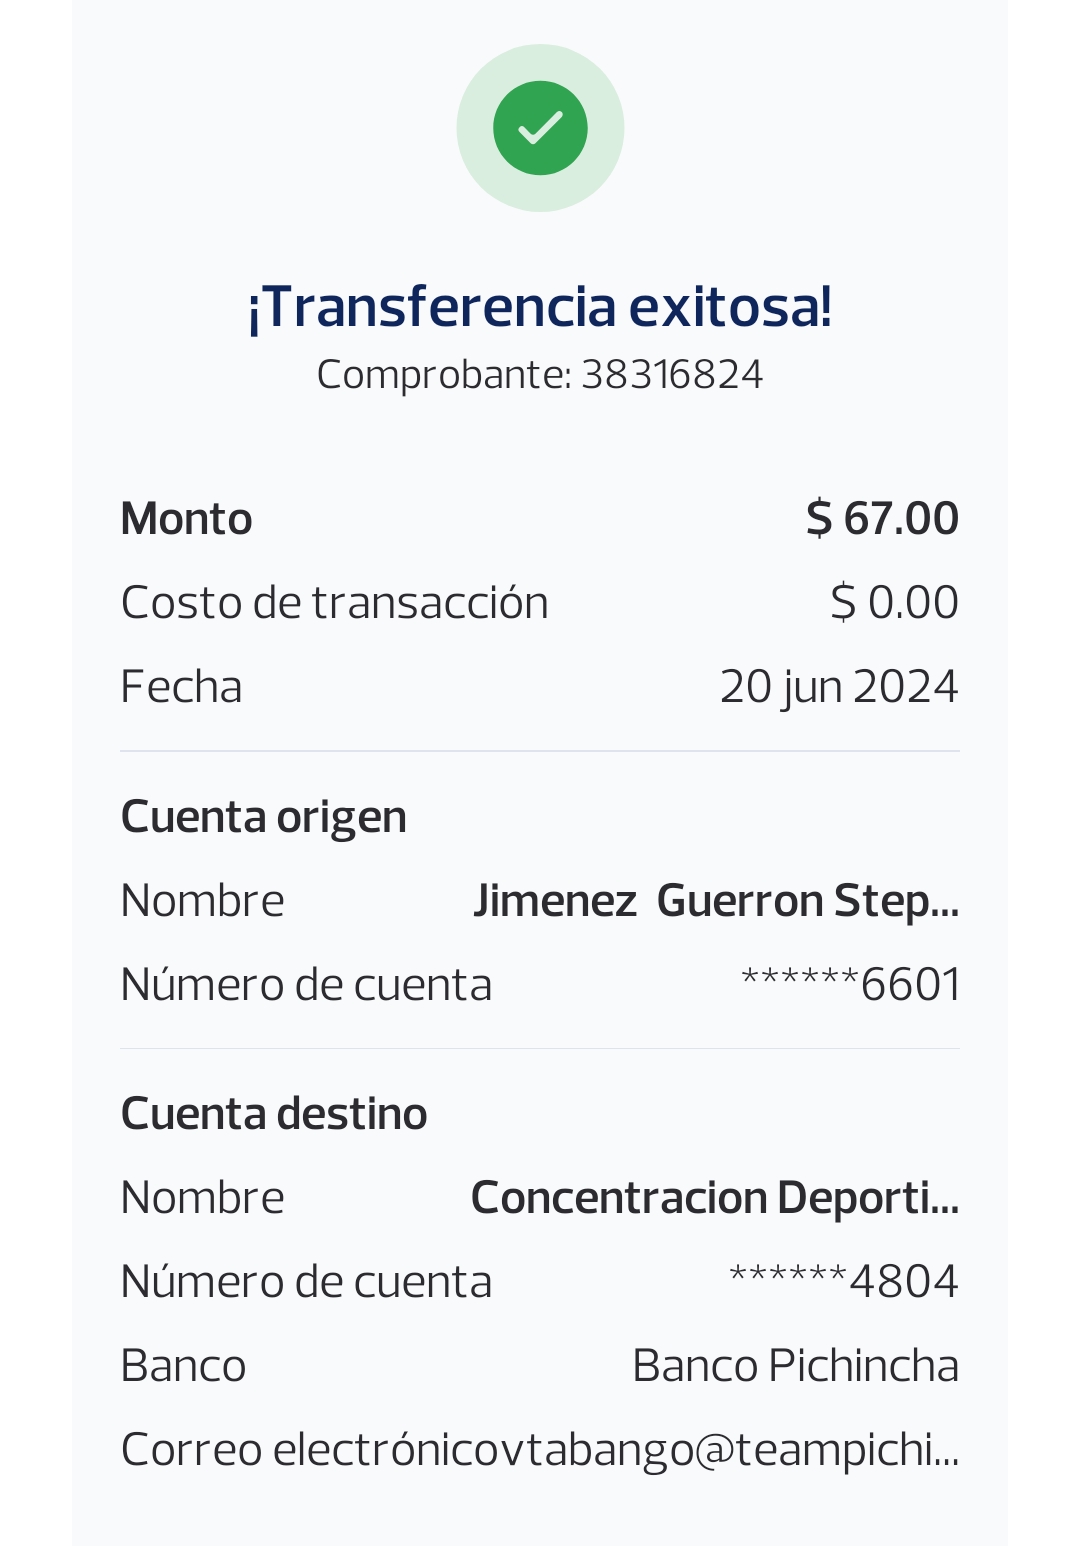 ¡Transferencia exitosa!
Comprobante: 38316824
Monto $ 67.00
Costo de transacción $ 0.00
Fecha 20 jun 2024
Cuenta origen
Nombre Jimenez  Guerron Step...
Número de cuenta ******6601
Cuenta destino
Nombre Concentracion Deporti...
Número de cuenta ******4804
Banco Banco Pichincha
Correo electrónicovtabango@teampichi...